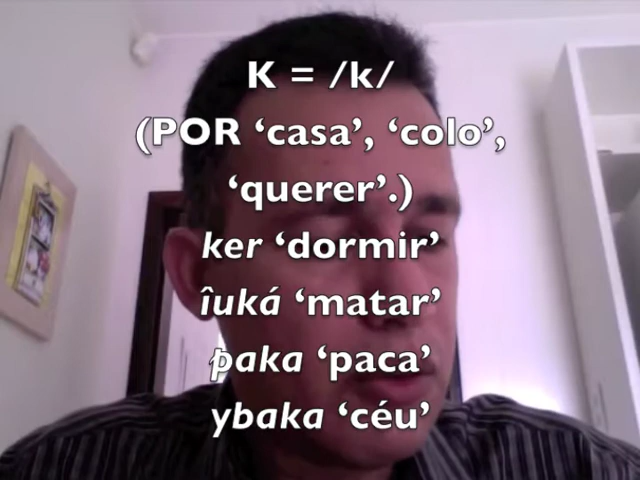 K = /k/
(POR ‘casa’, ‘colo’,
‘querer’.)
ker ‘dormir’
îuká ‘matar’
paka ‘paca’
ybaka ‘céu’